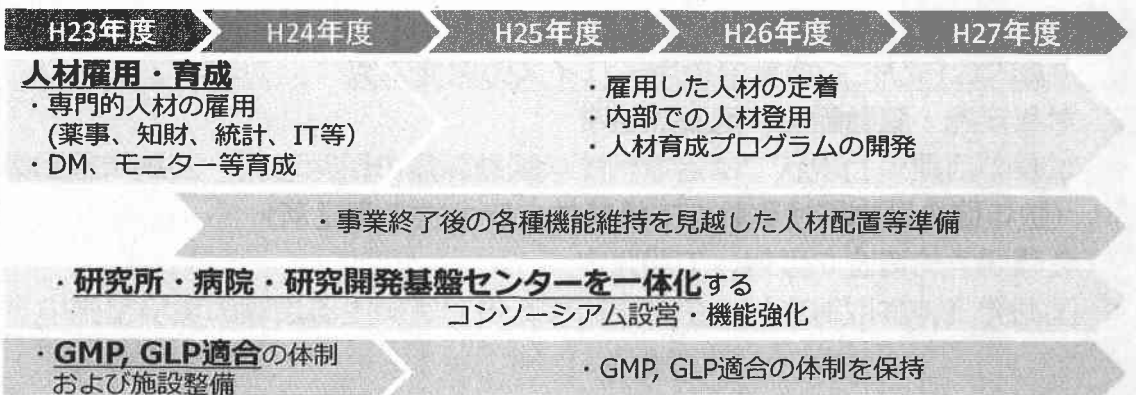 H23年度 H24年度 H25年度 H26年度 H27年度
人材雇用・育成
・専門的人材の雇用
(薬事、知財、統計、IT等)
・DM、モニター等育成
・雇用した人材の定着
・内部での人材登用
・人材育成プログラムの開発
・事業終了後の各種機能維持を見越した人材配置等準備
・研究所・病院・研究開発基盤センターを一体化する
コンソーシアム設営・機能強化
・GMP, GLP適合の体制
および施設整備
・GMP, GLP適合の体制を保持